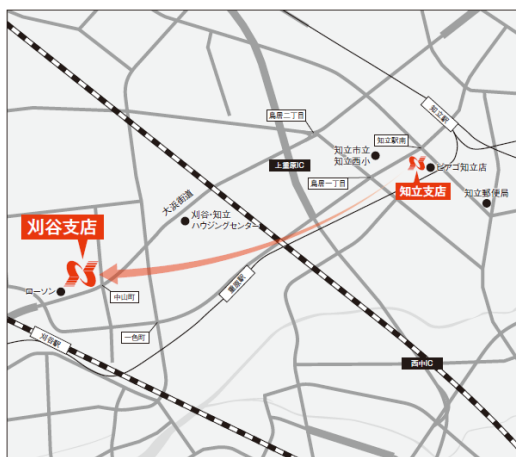 知立駅
鳥居二丁目
知立駅南
知立市立
知立西小
上重原IC
ピアゴ知立店
鳥居一丁目
知立支店
知立郵便局
大浜街道
刈谷・知立
ハウジングセンター
刈谷支店
重原駅
ローソン
中山町
一色町
刈谷駅
西中IC